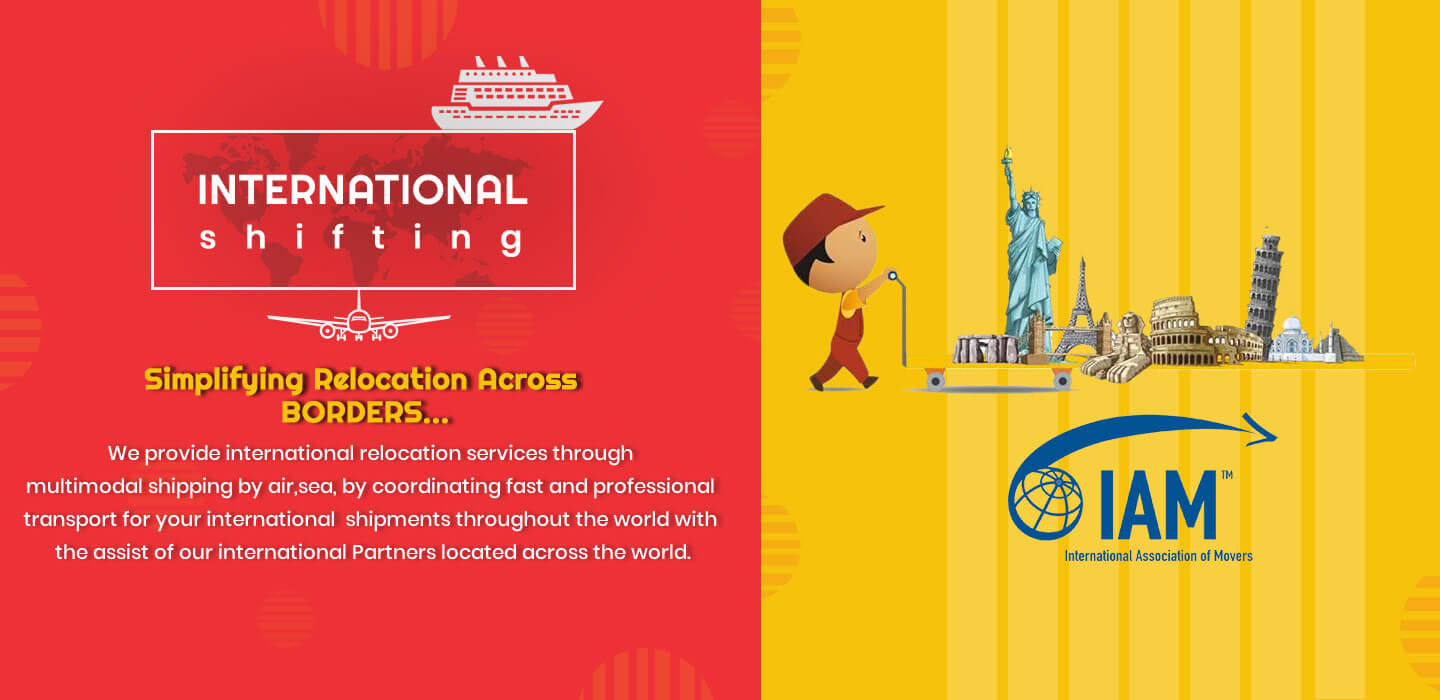 INTERNATIONAL
shifting
Simplifying Relocation Across
BORDERS...
We provide international relocation services through
multimodal shipping by air,sea, by coordinating fast and professional
transport for your international  shipments throughout the world with
the assist of our international Partners located across the world.
IAM™
International Association of Movers